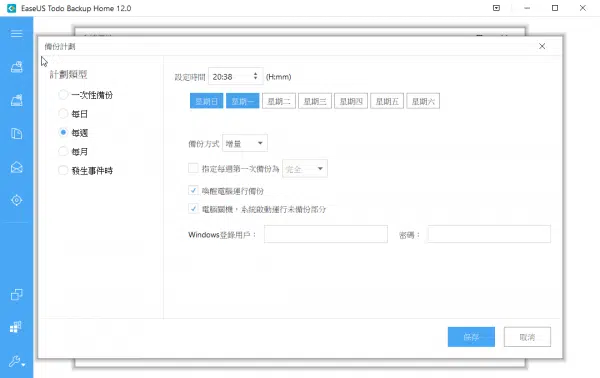 EaseUS Todo Backup Home 12.0
備份計劃
計劃類型
一次性備份
每日
每週
每月
發生事件時
設定時間 20:38 (H:mm)
星期日 星期一 星期二 星期三 星期四 星期五 星期六
備份方式 增量
指定每週第一次備份為 完全
喚醒電腦運行備份
電腦關機，系統啟動運行未備份部分
Windows登錄用戶： 密碼：
保存 取消